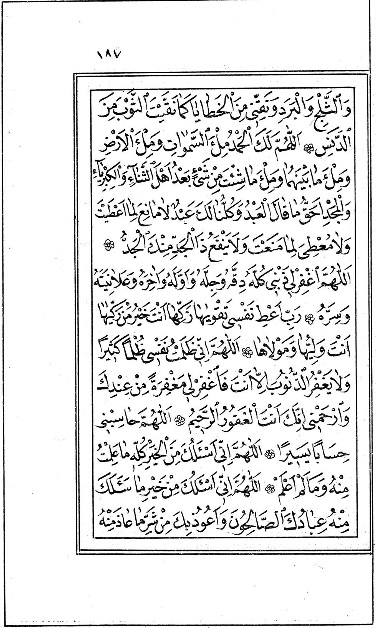 ١٨٧
وَالثَّلْجِ وَالْبَرَدِ وَنَقِّنِي مِنَ الْخَطَايَا كَمَا نَقَّيْتَ الثَّوْبَ مِنَ
الدَّنَسِ ۞ اَللّٰهُمَّ لَكَ الْحَمْدُ مِلْءَ السَّمٰوَاتِ وَمِلْءَ الْاَرْضِ
وَمِلْءَ مَا بَيْنَهُمَا وَمِلْءَ مَا شِئْتَ مِنْ شَيْءٍ بَعْدُ اَهْلَ الثَّنَاءِ وَالْكِبْرِيَاءِ
وَالْمَجْدِ اَحَقُّ مَا قَالَ الْعَبْدُ وَكُلُّنَا لَكَ عَبْدٌ لَا مَانِعَ لِمَا اَعْطَيْتَ
وَلَا مُعْطِيَ لِمَا مَنَعْتَ وَلَا يَنْفَعُ ذَا الْجَدِّ مِنْكَ الْجَدُّ ۞
اَللّٰهُمَّ اغْفِرْ لِي ذَنْبِي كُلَّهُ دِقَّهُ وَجِلَّهُ وَاَوَّلَهُ وَاٰخِرَهُ وَعَلَانِيَتَهُ
وَسِرَّهُ ۞ رَبِّ اَعْطِ نَفْسِي تَقْوٰيهَا زَكِّهَا اَنْتَ خَيْرُ مَنْ زَكّٰيهَا
اَنْتَ وَلِيُّهَا وَمَوْلَاهَا ۞ اَللّٰهُمَّ اِنِّي ظَلَمْتُ نَفْسِي ظُلْمًا كَثِيرًا
وَلَا يَغْفِرُ الذُّنُوبَ اِلَّا اَنْتَ فَاغْفِرْ لِي مَغْفِرَةً مِنْ عِنْدِكَ
وَارْحَمْنِي اِنَّكَ اَنْتَ الْغَفُورُ الرَّحِيمُ ۞ اَللّٰهُمَّ حَاسِبْنِي
حِسَابًا يَسِيرًا ۞ اَللّٰهُمَّ اِنِّي اَسْئَلُكَ مِنَ الْخَيْرِ كُلِّهِ مَا عَلِمْتُ
مِنْهُ وَمَا لَمْ اَعْلَمْ ۞ اَللّٰهُمَّ اِنِّي اَسْئَلُكَ مِنْ خَيْرِ مَا سَئَلَكَ
مِنْهُ عِبَادُكَ الصَّالِحُونَ وَاَعُوذُ بِكَ مِنْ شَرِّ مَا عَاذَ مِنْهُ